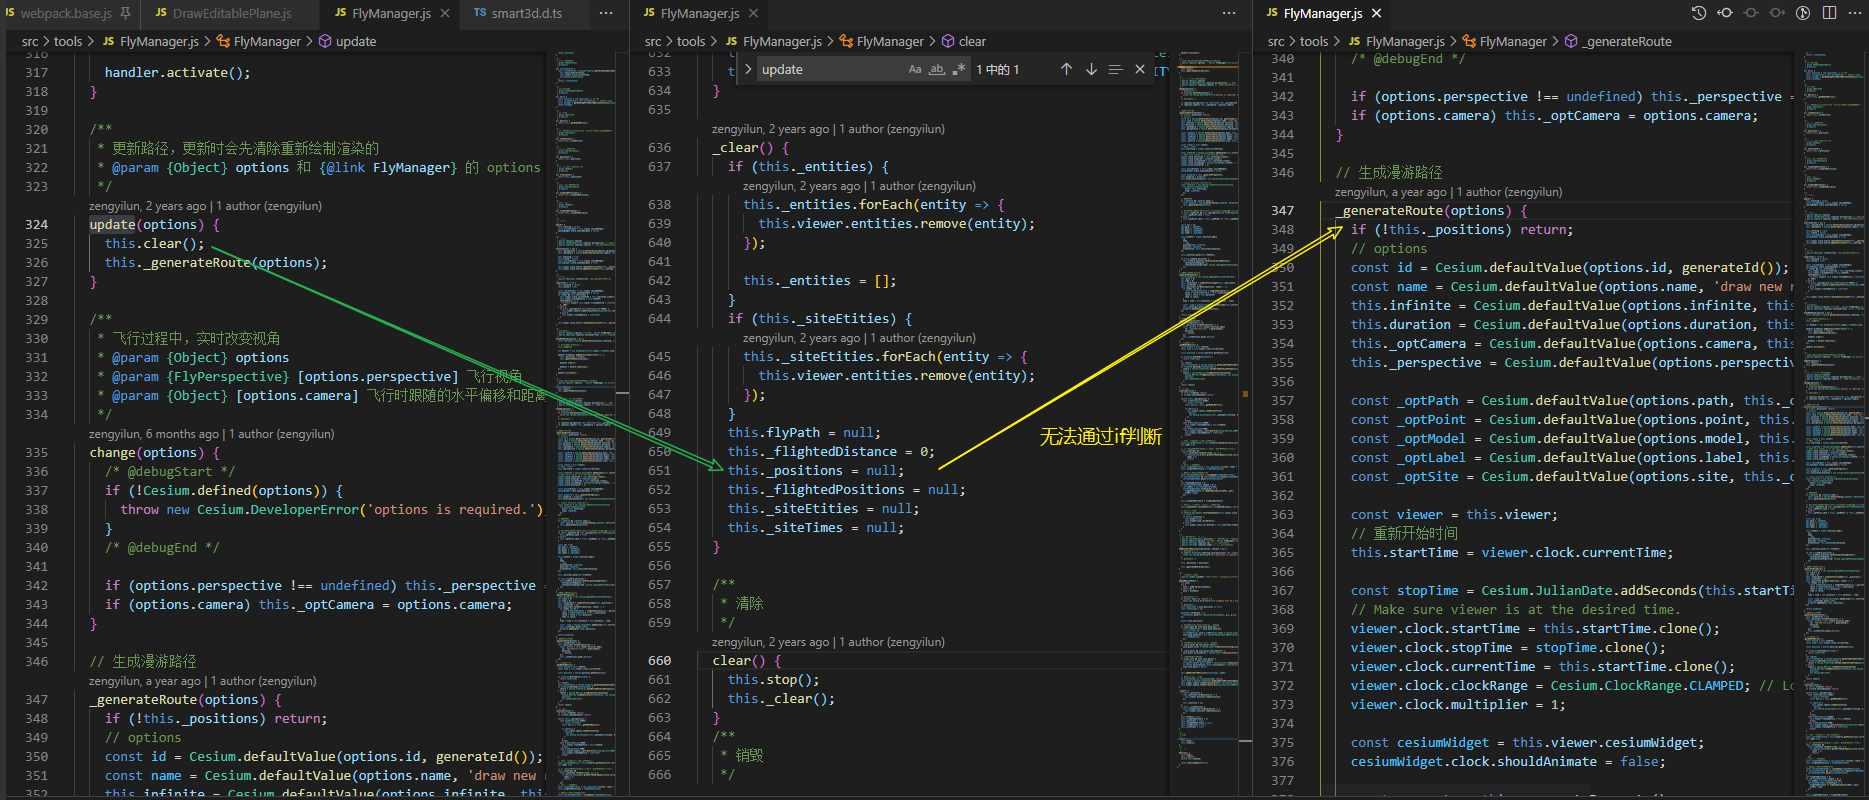 JS webpack.base.js
JS DrawEditablePlane.js
JS FlyManager.js
TS smart3d.d.ts
src > tools > JS FlyManager.js > FlyManager > update
317 handler.activate();
318 }
319
320 /**
321 * 更新路径，更新时会先清除重新绘制渲染的
322 * @param {Object} options 和 {@link FlyManager} 的 options
323 */
zengyilun, 2 years ago | 1 author (zengyilun)
324 update(options) {
325 this.clear();
326 this._generateRoute(options);
327 }
328
329 /**
330 * 飞行过程中，实时改变视角
331 * @param {Object} options
332 * @param {FlyPerspective} [options.perspective] 飞行视角
333 * @param {Object} [options.camera] 飞行时跟随的水平偏移和距离
334 */
zengyilun, 6 months ago | 1 author (zengyilun)
335 change(options) {
336 /* @debugStart */
337 if (!Cesium.defined(options)) {
338 throw new Cesium.DeveloperError('options is required.')
339 }
340 /* @debugEnd */
341
342 if (options.perspective !== undefined) this._perspective =
343 if (options.camera) this._optCamera = options.camera;
344 }
345
346 // 生成漫游路径
zengyilun, a year ago | 1 author (zengyilun)
347 _generateRoute(options) {
348 if (!this._positions) return;
349 // options
350 const id = Cesium.defaultValue(options.id, generateId());
351 const name = Cesium.defaultValue(options.name, 'draw new
352 this.infinite = Cesium.defaultValue(options.infinite, this
JS FlyManager.js
src > tools > JS FlyManager.js > FlyManager > clear
update
Aa ab .*
1 中的 1
633
634 }
635
zengyilun, 2 years ago | 1 author (zengyilun)
636 _clear() {
637 if (this._entities) {
zengyilun, 2 years ago | 1 author (zengyilun)
638 this._entities.forEach(entity => {
639 this.viewer.entities.remove(entity);
640 });
641
642 this._entities = [];
643 }
644 if (this._siteEtities) {
zengyilun, 2 years ago | 1 author (zengyilun)
645 this._siteEtities.forEach(entity => {
646 this.viewer.entities.remove(entity);
647 });
648 }
649 this.flyPath = null;
650 this._flightedDistance = 0;
651 this._positions = null;
652 this._flightedPositions = null;
653 this._siteEtities = null;
654 this._siteTimes = null;
655 }
656
657 /**
658 * 清除
659 */
zengyilun, 2 years ago | 1 author (zengyilun)
660 clear() {
661 this.stop();
662 this._clear();
663 }
664 /**
665 * 销毁
666 */
无法通过if判断
JS FlyManager.js
src > tools > JS FlyManager.js > FlyManager > _generateRoute
340 /* @debugEnd */
341
342 if (options.perspective !== undefined) this._perspective =
343 if (options.camera) this._optCamera = options.camera;
344 }
345
346 // 生成漫游路径
zengyilun, a year ago | 1 author (zengyilun)
347 _generateRoute(options) {
348 if (!this._positions) return;
349 // options
350 const id = Cesium.defaultValue(options.id, generateId());
351 const name = Cesium.defaultValue(options.name, 'draw new
352 this.infinite = Cesium.defaultValue(options.infinite, this
353 this.duration = Cesium.defaultValue(options.duration, this
354 this._optCamera = Cesium.defaultValue(options.camera, this
355 this._perspective = Cesium.defaultValue(options.perspective
356
357 const _optPath = Cesium.defaultValue(options.path, this._
358 const _optPoint = Cesium.defaultValue(options.point, this.
359 const _optModel = Cesium.defaultValue(options.model, this.
360 const _optLabel = Cesium.defaultValue(options.label, this.
361 const _optSite = Cesium.defaultValue(options.site, this._
362
363 const viewer = this.viewer;
364 // 重新开始时间
365 this.startTime = viewer.clock.currentTime;
366
367 const stopTime = Cesium.JulianDate.addSeconds(this.startTi
368 // Make sure viewer is at the desired time.
369 viewer.clock.startTime = this.startTime.clone();
370 viewer.clock.stopTime = stopTime.clone();
371 viewer.clock.currentTime = this.startTime.clone();
372 viewer.clock.clockRange = Cesium.ClockRange.CLAMPED; //
373 viewer.clock.multiplier = 1;
374
375 const cesiumWidget = this.viewer.cesiumWidget;
376 cesiumWidget.clock.shouldAnimate = false;
377